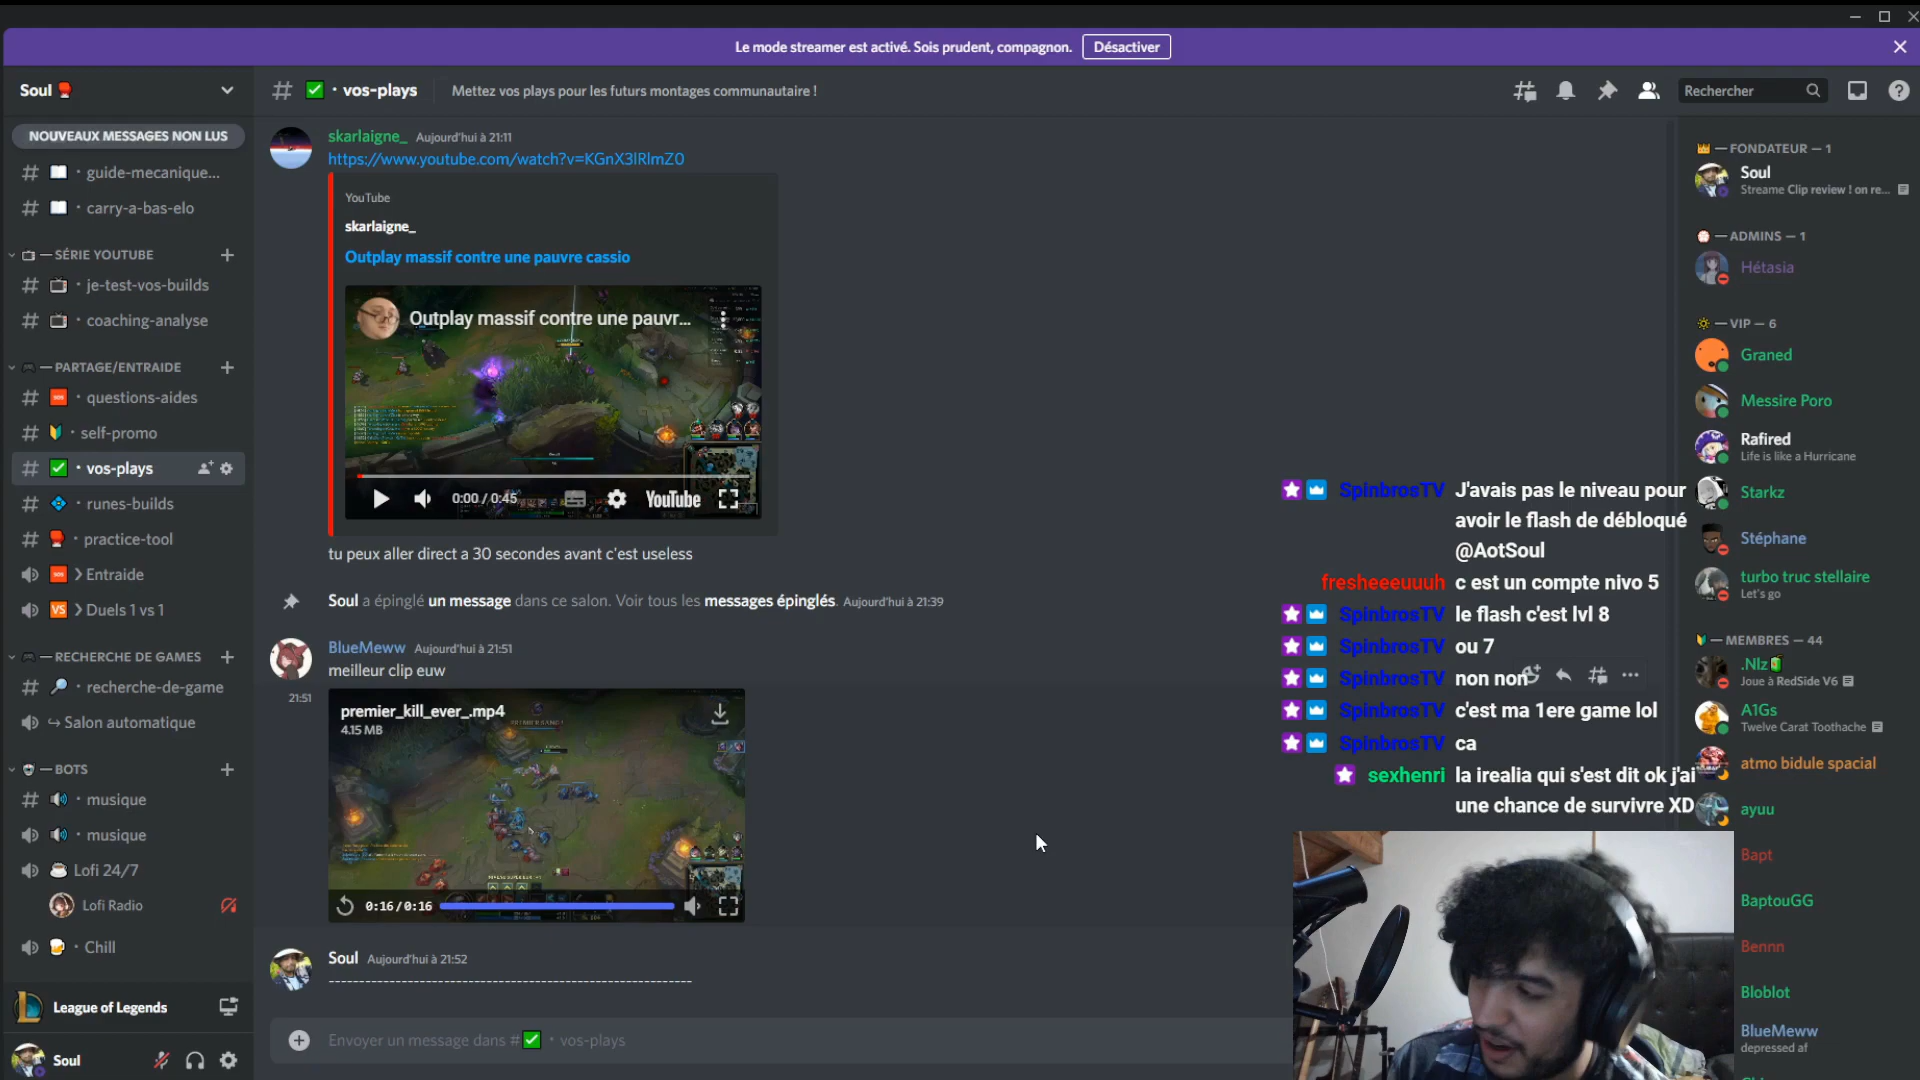 Le mode streamer est activé. Sois prudent, compagnon. Désactiver
Soul
NOUVEAUX MESSAGES NON LUS
guide-mecanique...
carry-a-bas-elo
SÉRIE YOUTUBE
je-test-vos-builds
coaching-analyse
PARTAGE/ENTRAIDE
questions-aides
self-promo
vos-plays
runes-builds
practice-tool
Entraide
Duels 1 vs 1
RECHERCHE DE GAMES
recherche-de-game
Salon automatique
BOTS
musique
musique
Lofi 24/7
Lofi Radio
Chill
League of Legends
Soul
vos-plays
Mettez vos plays pour les futurs montages communautaire !
Rechercher
skarlaigne_ Aujourd'hui à 21:11
https://www.youtube.com/watch?v=KGnX3lRlmZ0
YouTube
skarlaigne_
Outplay massif contre une pauvre cassio
Outplay massif contre une pauvr...
0:00 / 0:45
YouTube
tu peux aller direct a 30 secondes avant c'est useless
Soul a épinglé un message dans ce salon. Voir tous les messages épinglés. Aujourd'hui à 21:39
BlueMeww Aujourd'hui à 21:51
meilleur clip euw
21:51
premier_kill_ever_.mp4
4.15 MB
0:16/0:16
Soul Aujourd'hui à 21:52
-------------------------------------------------------------
Envoyer un message dans # vos-plays
SpinbrosTV J'avais pas le niveau pour
avoir le flash de débloqué
@AotSoul
fresheeeuuuh c est un compte nivo 5
SpinbrosTV le flash c'est lvl 8
SpinbrosTV ou 7
SpinbrosTV non non
SpinbrosTV c'est ma 1ere game lol
SpinbrosTV ca
sexhenri la irealia qui s'est dit ok j'ai
une chance de survivre XD
FONDATEUR — 1
Soul
Streame Clip review ! on re...
ADMINS — 1
Hétasia
VIP — 6
Graned
Messire Poro
Rafired
Life is like a Hurricane
Starkz
Stéphane
turbo truc stellaire
Let's go
MEMBRES — 44
.Nlz
Joue à RedSide V6
A1Gs
Twelve Carat Toothache
atmo bidule spacial
ayuu
Bapt
BaptouGG
Bennn
Bloblot
BlueMeww
depressed af